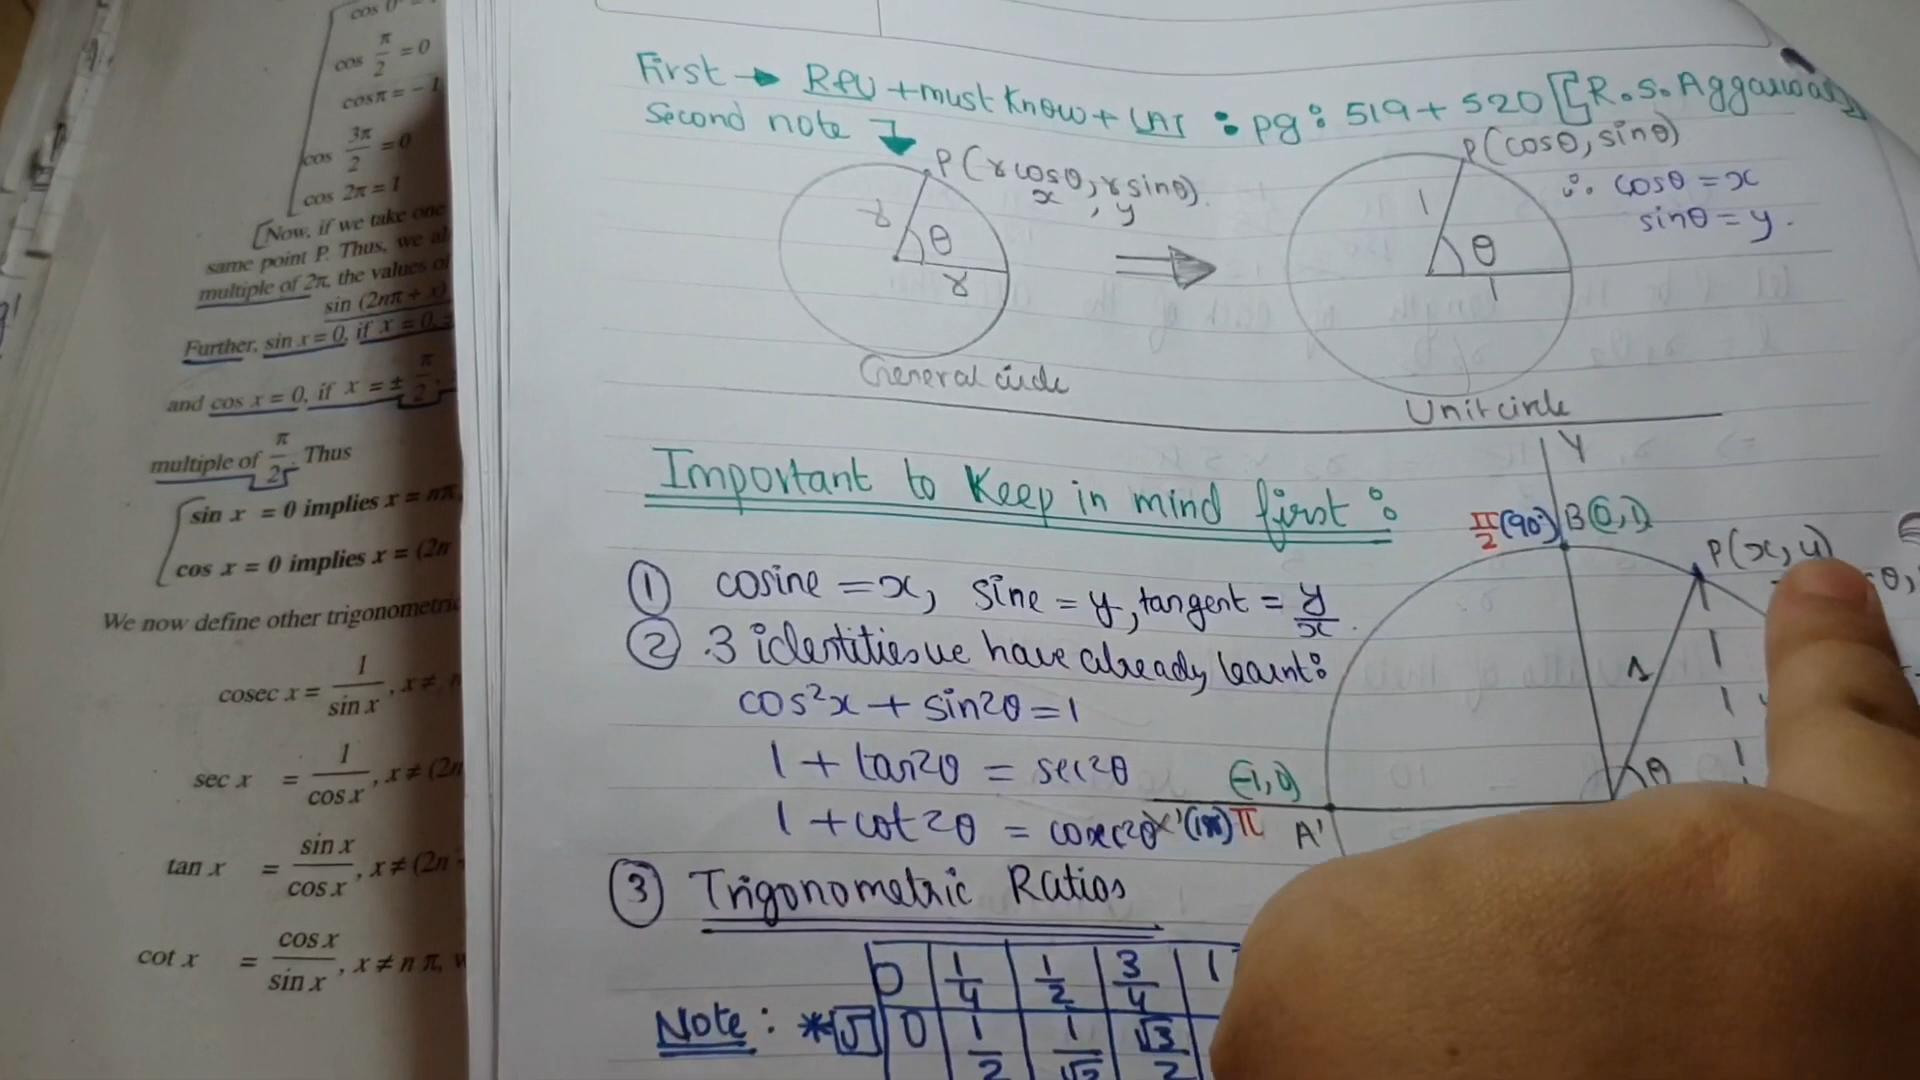 cos π/2 = 0
cosπ = - 1
cos 3π/2 = 0
cos 2π = 1
[Now, if we take one
same point P. Thus, we al
multiple of 2π, the values of
sin (2nπ + x)
Further, sin x = 0, if x = 0,
and cos x = 0, if x = ± π/2,
multiple of π/2. Thus
sin x = 0 implies x = nπ,
cos x = 0 implies x = (2n
We now define other trigonometric
cosec x = 1/sin x, x ≠ n
sec x = 1/cos x, x ≠ (2n
tan x = sin x/cos x, x ≠ (2n
cot x = cos x/sin x, x ≠ n π, w
First → +must Know+ : pg: 519 + 520 [R.S.Aggarwal]
Second note
P(r cosθ, r sinθ)
x, y
r
θ
r
General circle
P(cosθ, sinθ)
∴ cosθ = x
sinθ = y.
1
θ
1
Unit circle
Important to Keep in mind first :
① cosine = x, sine = y, tangent = y/x.
② 3 identities we have already learnt:
cos²x + sin2θ = 1
1 + tan2θ = sec2θ
1 + cot2θ = cosec2θ
③ Trigonometric Ratios
0 1/4 1/2 3/4 1
Note: *√ 0 1/2 1/√2 √3/2
Y
π/2 (90°) B(0,1)
P(x, y)
θ,
θ
(-1, 0)
X' (180) π A'